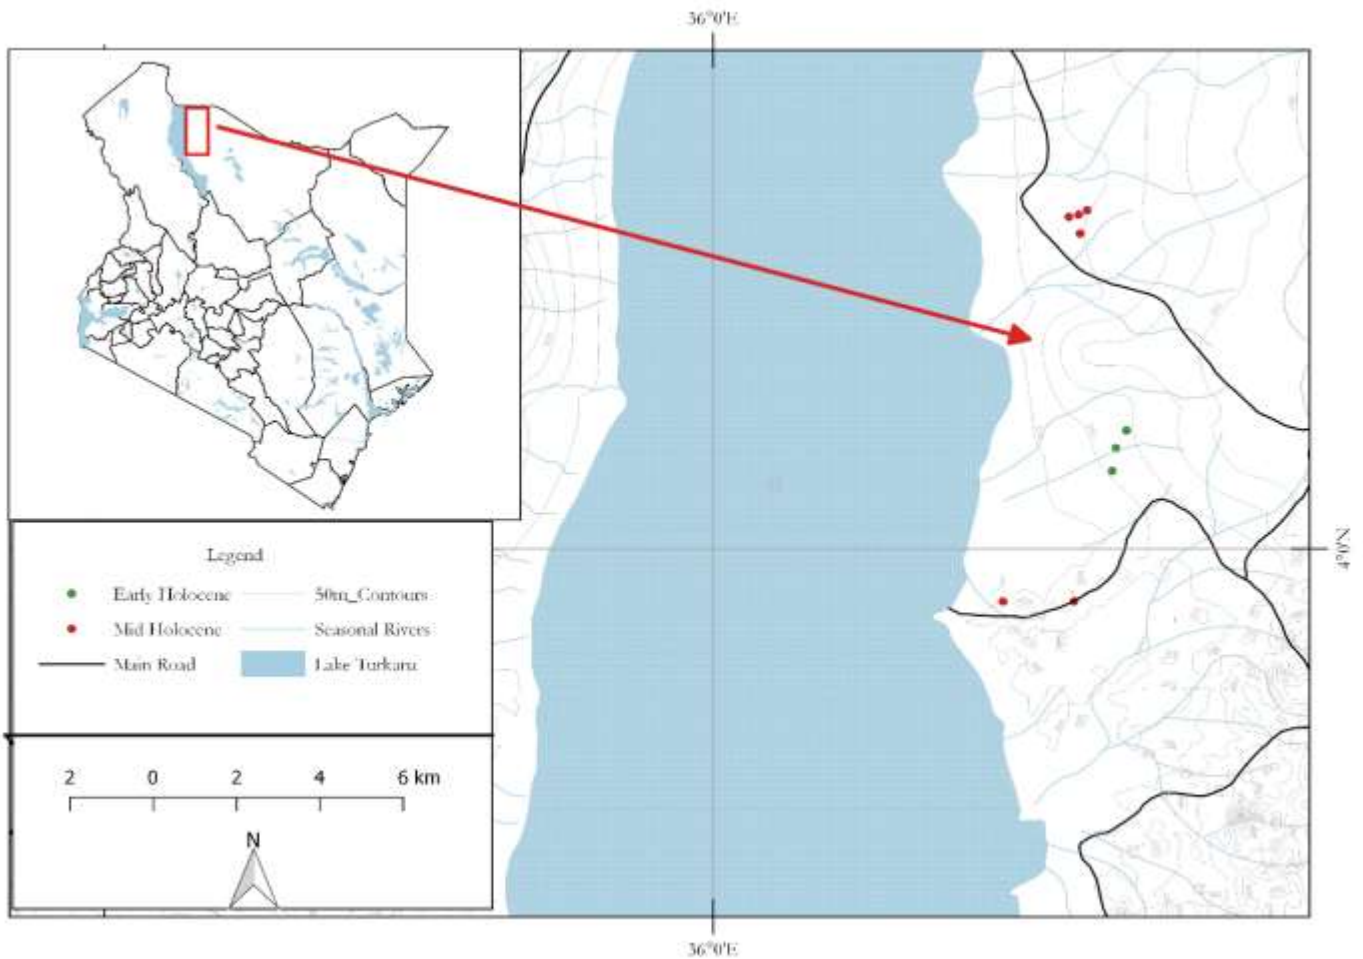 36°0'E
4°0'N
Legend
Early Holocene
50m_Contours
Mid Holocene
Seasonal Rivers
Main Road
Lake Turkana
2 0 2 4 6 km
N
36°0'E